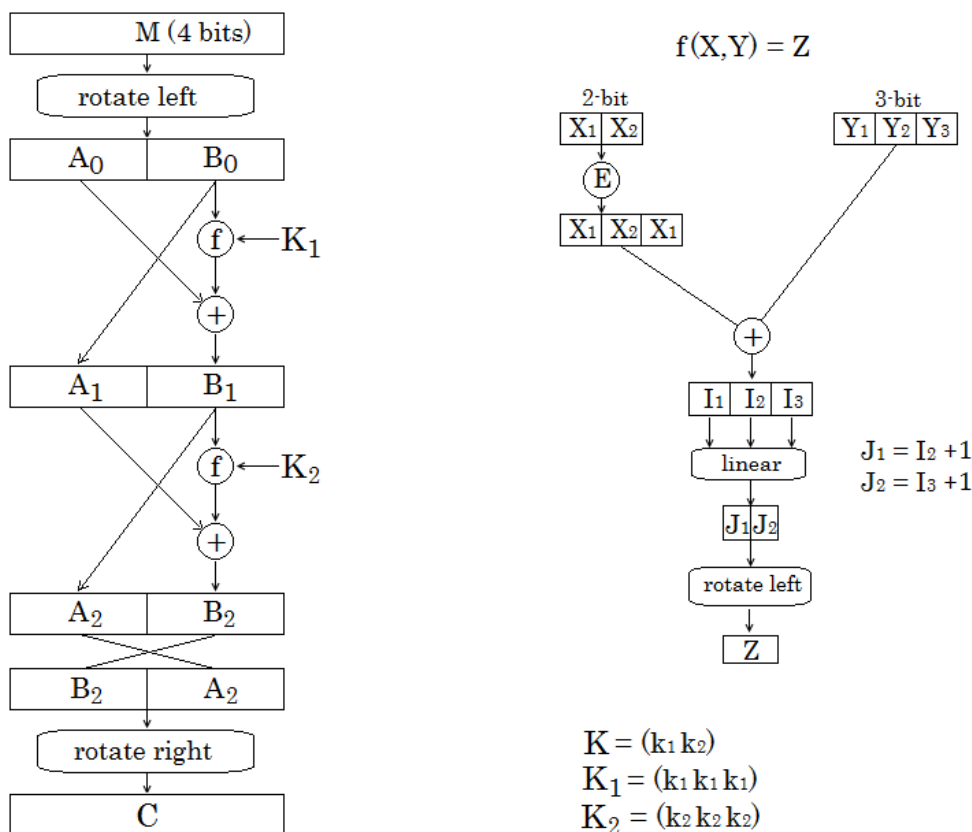 M (4 bits)
rotate left
A₀ B₀
f K₁
+
A₁ B₁
f K₂
+
A₂ B₂
B₂ A₂
rotate right
C
f(X,Y) = Z
2-bit 3-bit
X₁ X₂ Y₁ Y₂ Y₃
E
X₁ X₂ X₁
+
I₁ I₂ I₃
linear
J₁ = I₂ +1
J₂ = I₃ +1
J₁ J₂
rotate left
Z
K = (k₁ k₂)
K₁ = (k₁ k₁ k₁)
K₂ = (k₂ k₂ k₂)